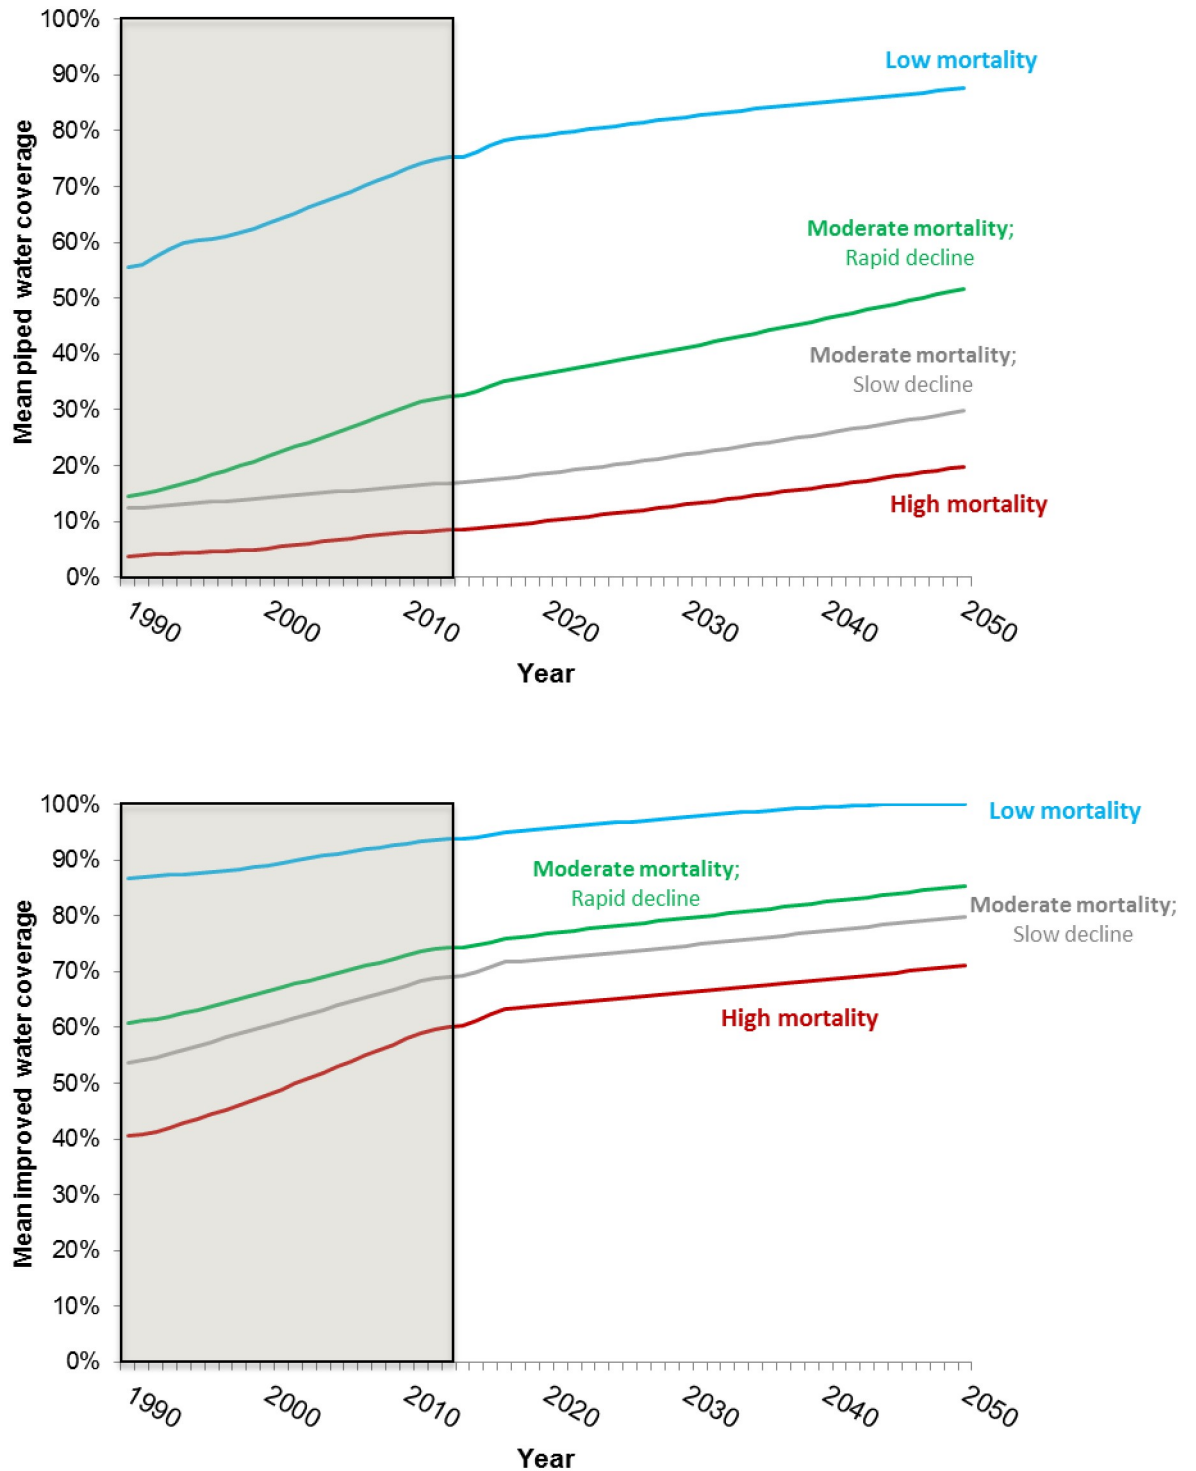 100%
90%
80%
70%
60%
50%
40%
30%
20%
10%
0%
Mean piped water coverage
Low mortality
Moderate mortality;
Rapid decline
Moderate mortality;
Slow decline
High mortality
1990
2000
2010
2020
2030
2040
2050
Year
100%
90%
80%
70%
60%
50%
40%
30%
20%
10%
0%
Mean improved water coverage
Low mortality
Moderate mortality;
Rapid decline
Moderate mortality;
Slow decline
High mortality
1990
2000
2010
2020
2030
2040
2050
Year